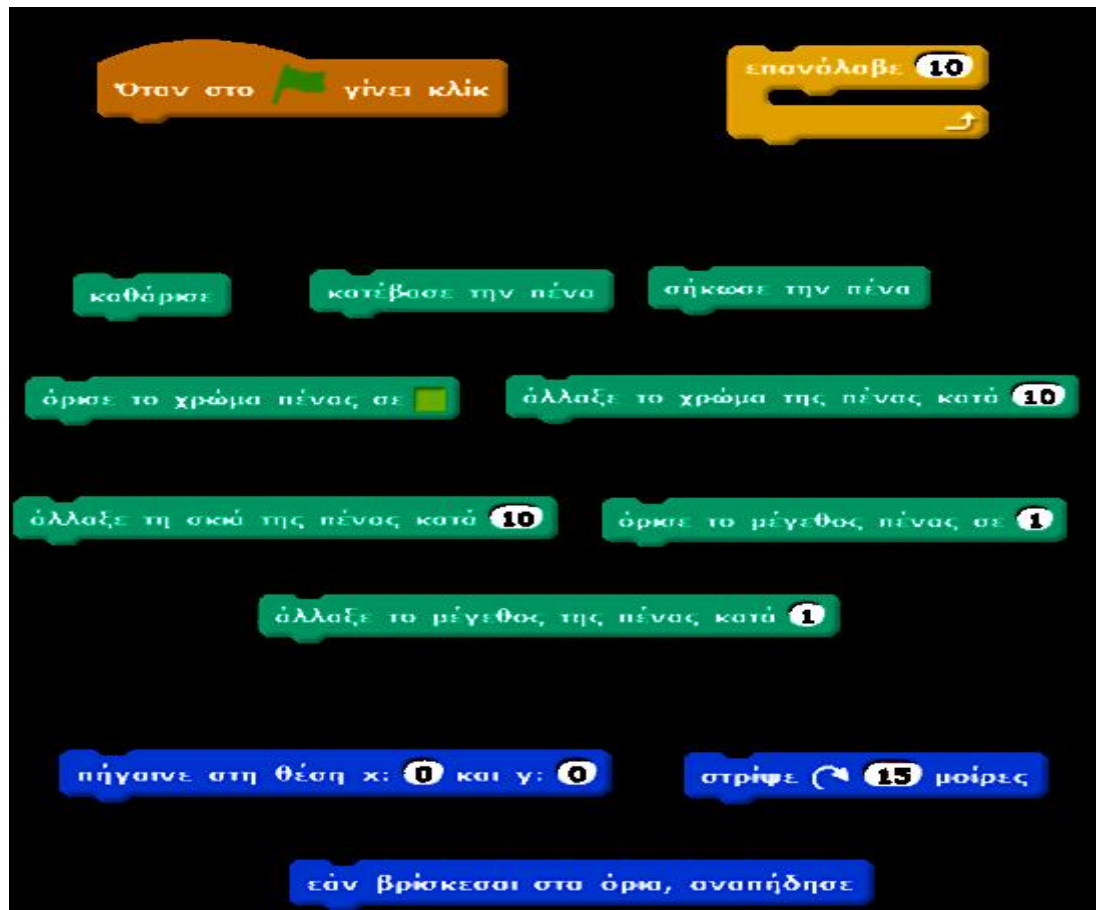 Όταν στο γίνει κλίκ
επανάλαβε 10
καθάρισε
κατέβασε την πένα
σήκωσε την πένα
όρισε το χρώμα πένας σε
άλλαξε το χρώμα της πένας κατά 10
άλλαξε τη σκιά της πένας κατά 10
όρισε το μέγεθος πένας σε 1
άλλαξε το μέγεθος της πένας κατά 1
πήγαινε στη θέση x: 0 και y: 0
στρίψε 15 μοίρες
εάν βρίσκεσαι στα όρια, αναπήδησε